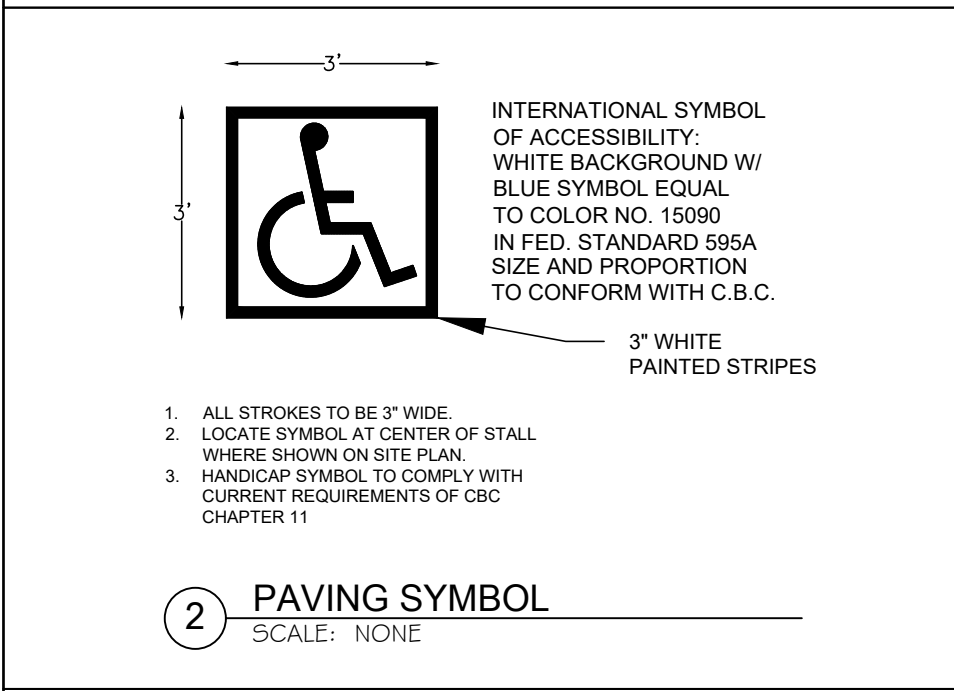 3'
3'
INTERNATIONAL SYMBOL
OF ACCESSIBILITY:
WHITE BACKGROUND W/
BLUE SYMBOL EQUAL
TO COLOR NO. 15090
IN FED. STANDARD 595A
SIZE AND PROPORTION
TO CONFORM WITH C.B.C.
3" WHITE
PAINTED STRIPES
1. ALL STROKES TO BE 3" WIDE.
2. LOCATE SYMBOL AT CENTER OF STALL
WHERE SHOWN ON SITE PLAN.
3. HANDICAP SYMBOL TO COMPLY WITH
CURRENT REQUIREMENTS OF CBC
CHAPTER 11
2 PAVING SYMBOL
SCALE: NONE